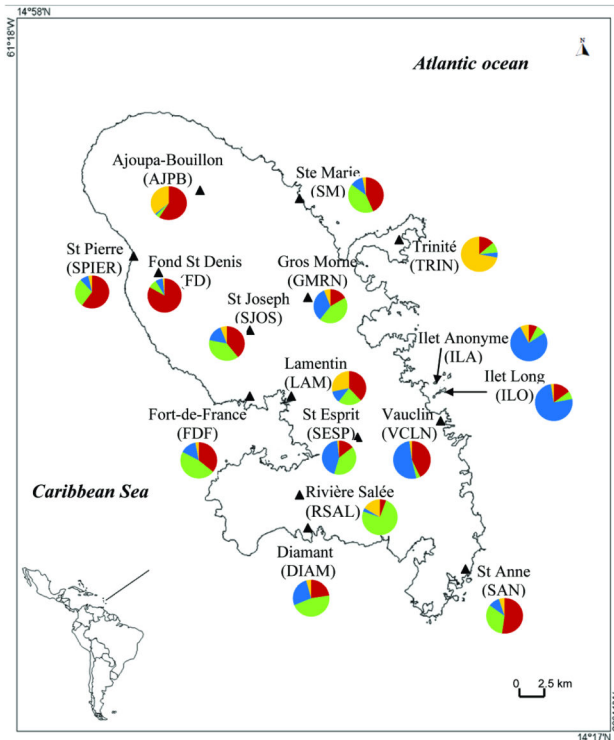 14°58'N
61°18'W
N
Atlantic ocean
Ajoupa-Bouillon
(AJPB)
Ste Marie
(SM)
Trinité
(TRIN)
St Pierre
(SPIER)
Fond St Denis
(FD)
Gros Morne
(GMRN)
St Joseph
(SJOS)
Ilet Anonyme
(ILA)
Ilet Long
(ILO)
Lamentin
(LAM)
Fort-de-France
(FDF)
St Esprit
(SESP)
Vauclin
(VCLN)
Caribbean Sea
Rivière Salée
(RSAL)
Diamant
(DIAM)
St Anne
(SAN)
0 2.5 km
14°17'N